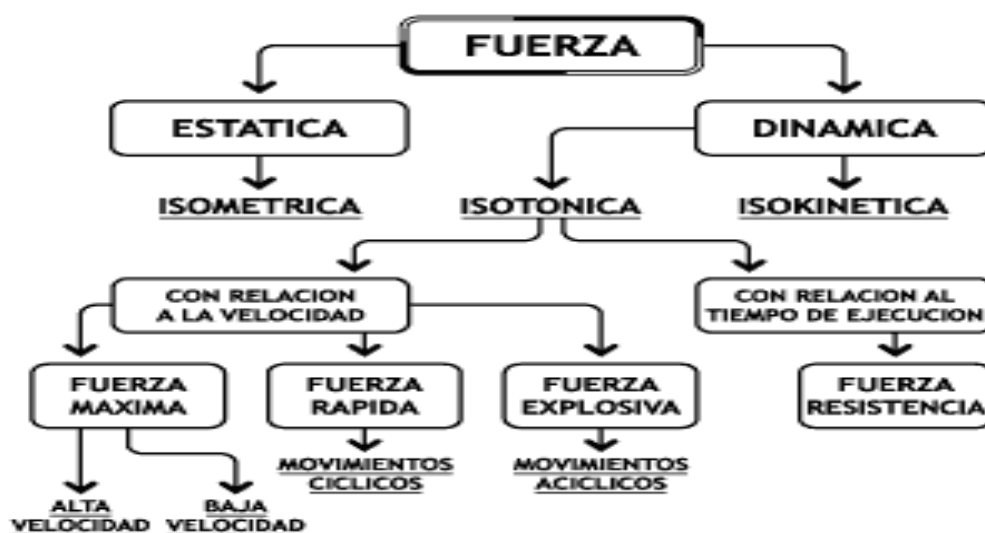 FUERZA
ESTATICA
DINAMICA
ISOMETRICA
ISOTONICA
ISOKINETICA
CON RELACION
A LA VELOCIDAD
CON RELACION AL
TIEMPO DE EJECUCION
FUERZA
MAXIMA
FUERZA
RAPIDA
FUERZA
EXPLOSIVA
FUERZA
RESISTENCIA
MOVIMIENTOS
CICLICOS
MOVIMIENTOS
ACICLICOS
ALTA
VELOCIDAD
BAJA
VELOCIDAD